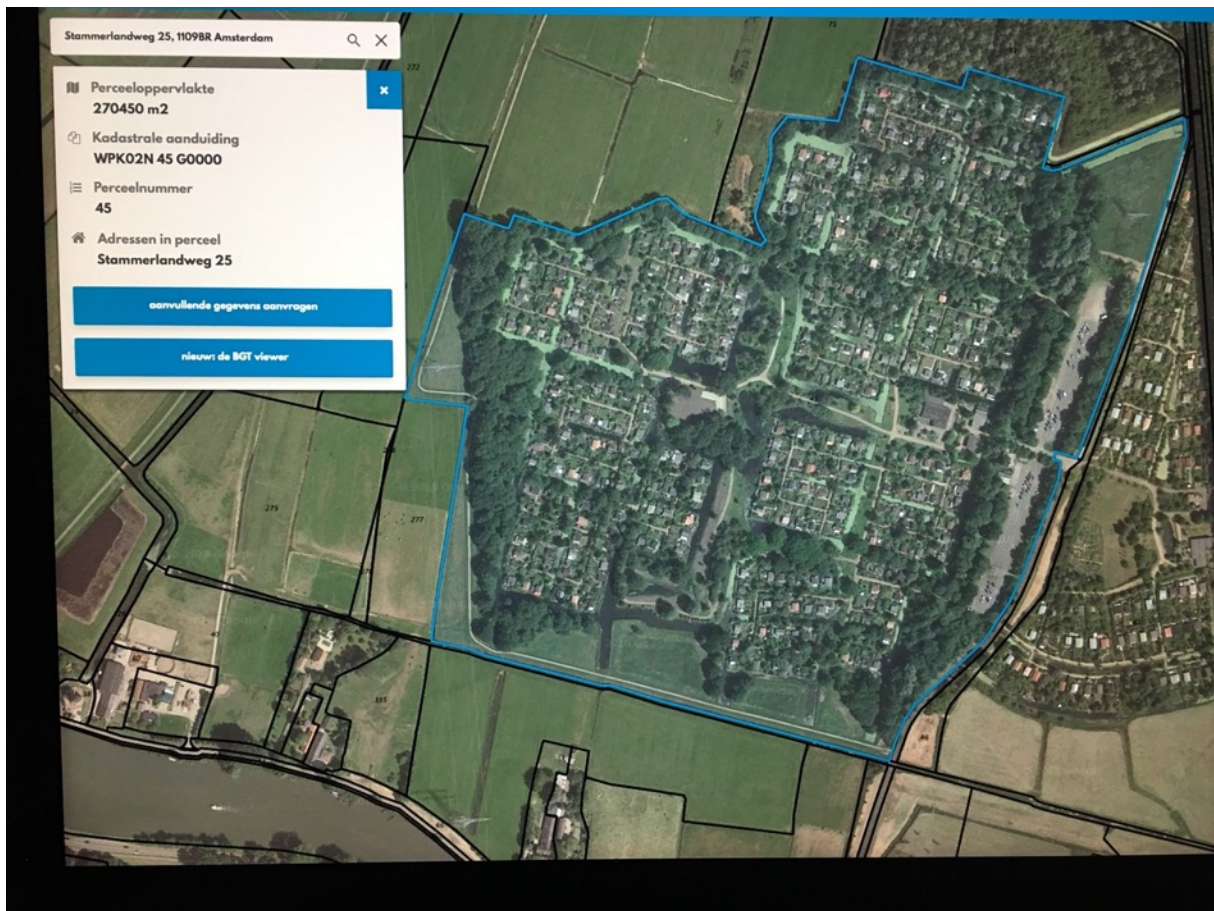 Stammerlandweg 25, 1109BR Amsterdam
Perceeloppervlakte
270450 m2
Kadastrale aanduiding
WPK02N 45 G0000
Perceelnummer
45
Adressen in perceel
Stammerlandweg 25
aanvullende gegevens aanvragen
nieuw: de BGT viewer
71
272
275
277